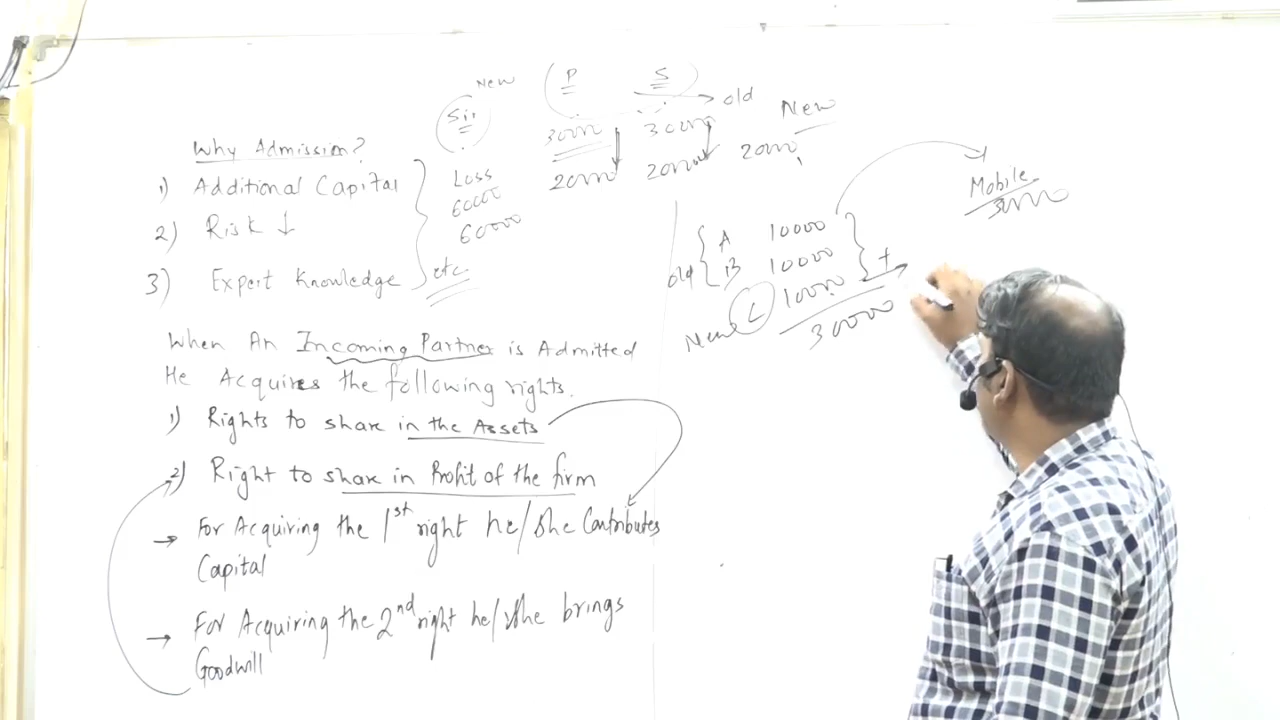 New
P S
Sir
old
New
30000 30000
20000 20000 20000
Loss
60000
60000
etc
Why Admission?
1) Additional Capital
2) Risk ↓
3) Expert Knowledge
When An Incoming Partner is Admitted
He Acquires the following rights.
1) Rights to share in the Assets
2) Right to share in Profit of the firm
→ For Acquiring the 1st right he/she Contributes
Capital
→ For Acquiring the 2nd right he/she brings
Goodwill
Mobile
30000
old
A 10000
B 10000 +
New C 10000
30000